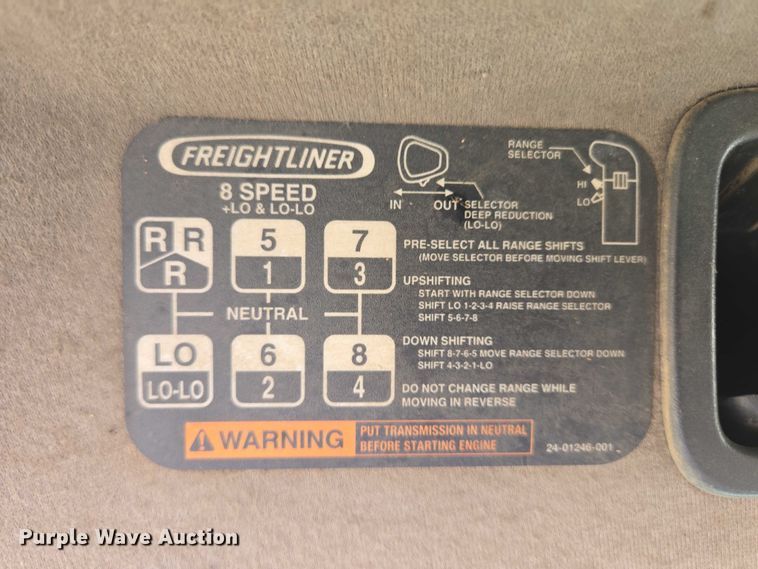 FREIGHTLINER
8 SPEED
+LO & LO-LO
R R
R
5
1
7
3
NEUTRAL
LO
LO-LO
6
2
8
4
IN
OUT
SELECTOR
DEEP REDUCTION
(LO-LO)
RANGE
SELECTOR
HI
LO
PRE-SELECT ALL RANGE SHIFTS
(MOVE SELECTOR BEFORE MOVING SHIFT LEVER)
UPSHIFTING
START WITH RANGE SELECTOR DOWN
SHIFT LO 1-2-3-4 RAISE RANGE SELECTOR
SHIFT 5-6-7-8
DOWN SHIFTING
SHIFT 8-7-6-5 MOVE RANGE SELECTOR DOWN
SHIFT 4-3-2-1-LO
DO NOT CHANGE RANGE WHILE
MOVING IN REVERSE
WARNING
PUT TRANSMISSION IN NEUTRAL
BEFORE STARTING ENGINE
24-01246-001
Purple Wave Auction